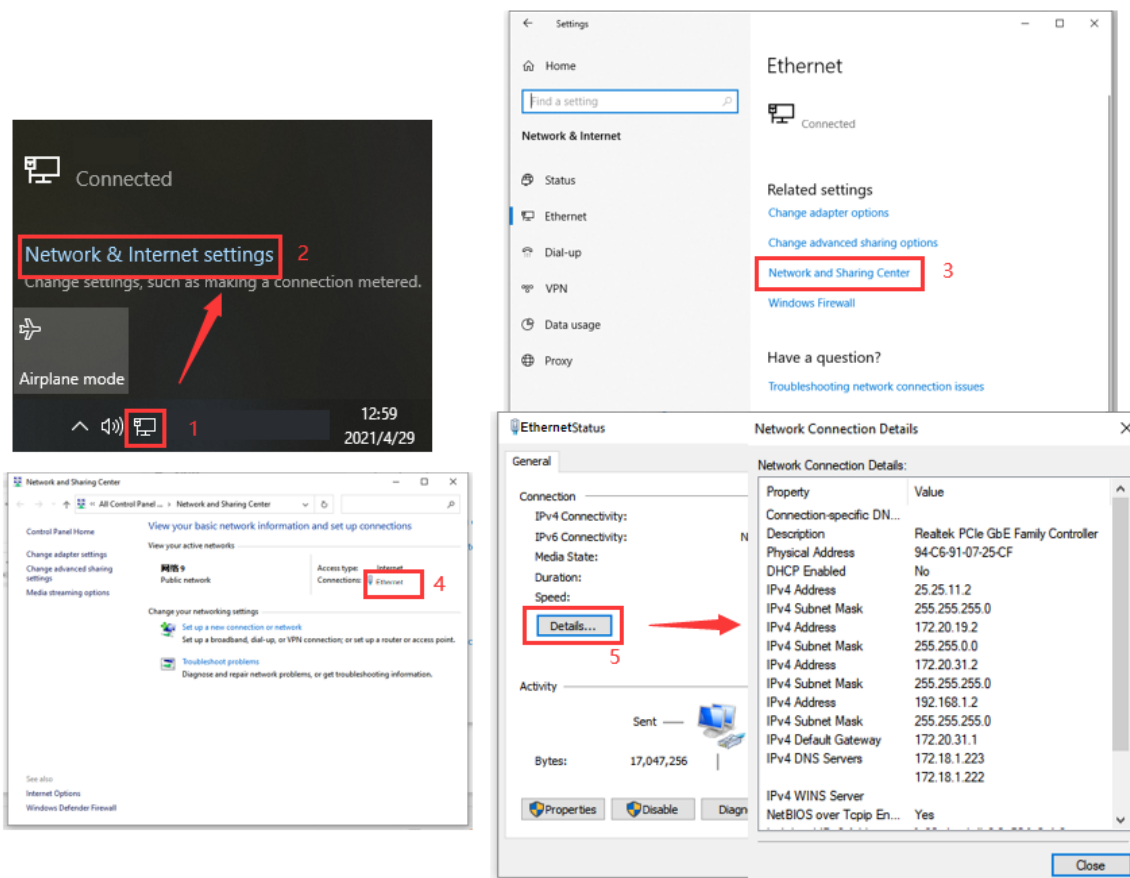 Connected
Network & Internet settings 2
Change settings, such as making a connection metered.
Airplane mode
1
12:59
2021/4/29
Settings
Home
Find a setting
Network & Internet
Status
Ethernet
Dial-up
VPN
Data usage
Proxy
Ethernet
Connected
Related settings
Change adapter options
Change advanced sharing options
Network and Sharing Center 3
Windows Firewall
Have a question?
Troubleshooting network connection issues
Network and Sharing Center
« All Control Panel ... › Network and Sharing Center
Control Panel Home
Change adapter settings
Change advanced sharing
settings
Media streaming options
See also
Internet Options
Windows Defender Firewall
View your basic network information and set up connections
View your active networks
网络 9
Public network
Access type: Internet
Connections: Ethernet 4
Change your networking settings
Set up a new connection or network
Set up a broadband, dial-up, or VPN connection; or set up a router or access point.
Troubleshoot problems
Diagnose and repair network problems, or get troubleshooting information.
EthernetStatus
General
Connection
IPv4 Connectivity:
IPv6 Connectivity: N
Media State:
Duration:
Speed:
Details...
5
Activity
Sent
Bytes: 17,047,256
Properties Disable Diagn
Network Connection Details
Network Connection Details:
Property Value
Connection-specific DN...
Description Realtek PCIe GbE Family Controller
Physical Address 94-C6-91-07-25-CF
DHCP Enabled No
IPv4 Address 25.25.11.2
IPv4 Subnet Mask 255.255.255.0
IPv4 Address 172.20.19.2
IPv4 Subnet Mask 255.255.0.0
IPv4 Address 172.20.31.2
IPv4 Subnet Mask 255.255.255.0
IPv4 Address 192.168.1.2
IPv4 Subnet Mask 255.255.255.0
IPv4 Default Gateway 172.20.31.1
IPv4 DNS Servers 172.18.1.223
172.18.1.222
IPv4 WINS Server
NetBIOS over Tcpip En... Yes
Close